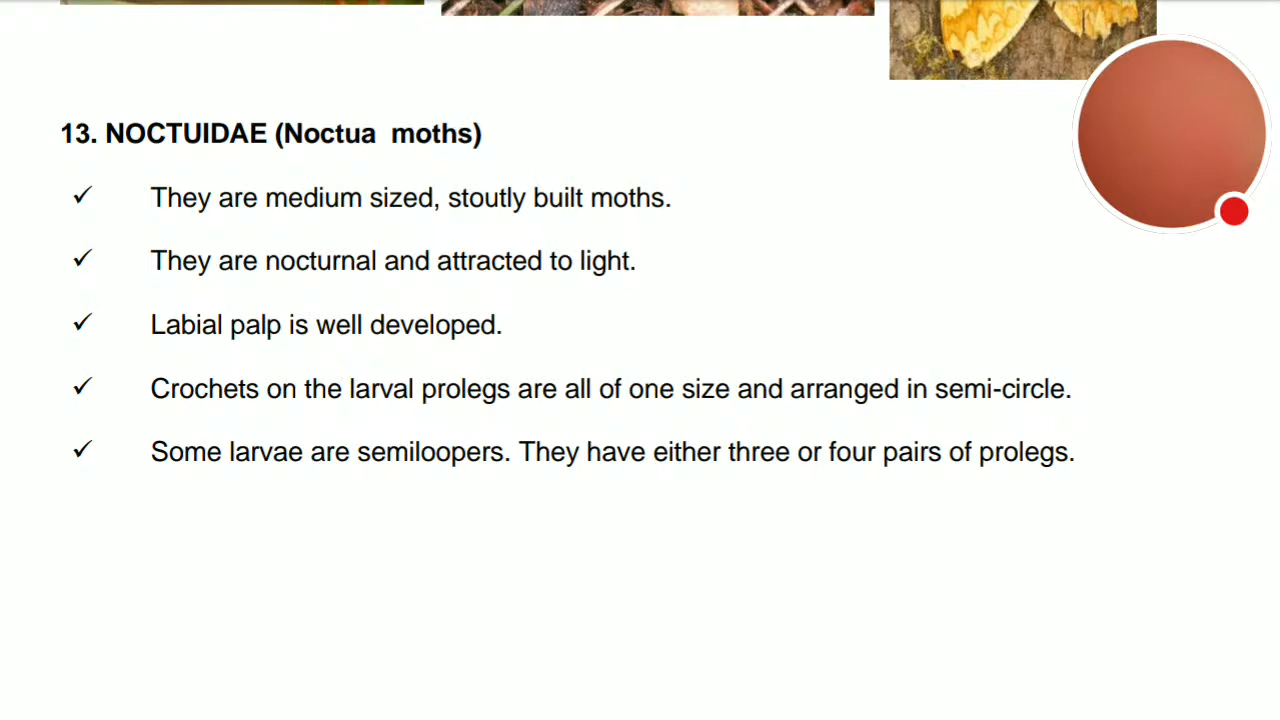 13. NOCTUIDAE (Noctua moths)
✓ They are medium sized, stoutly built moths.
✓ They are nocturnal and attracted to light.
✓ Labial palp is well developed.
✓ Crochets on the larval prolegs are all of one size and arranged in semi-circle.
✓ Some larvae are semiloopers. They have either three or four pairs of prolegs.